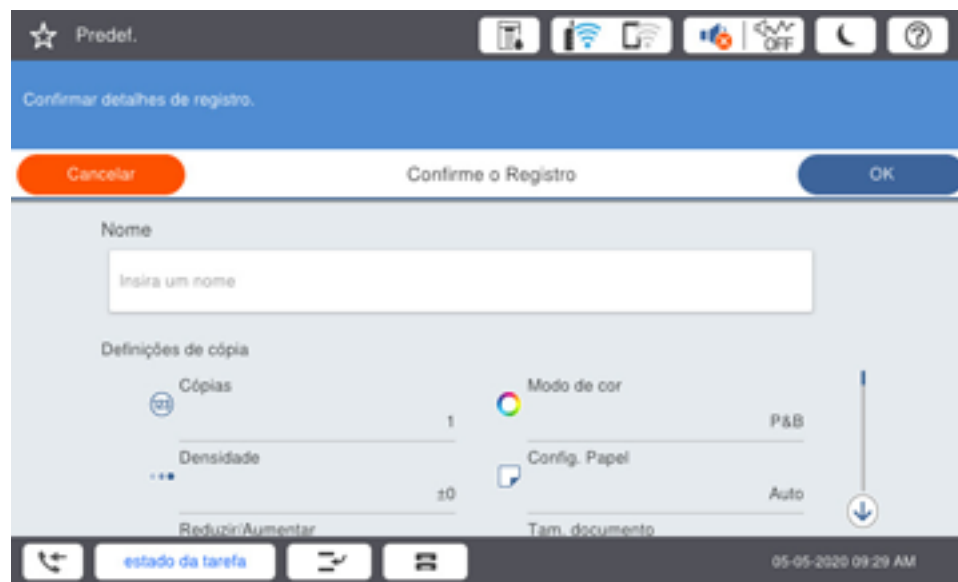 Predef.
OFF
Confirmar detalhes de registro.
Cancelar
Confirme o Registro
OK
Nome
Insira um nome
Definições de cópia
Cópias
Modo de cor
123
1
P&B
Densidade
Config. Papel
±0
Auto
Reduzir/Aumentar
Tam. documento
estado da tarefa
05-05-2020 09:29 AM